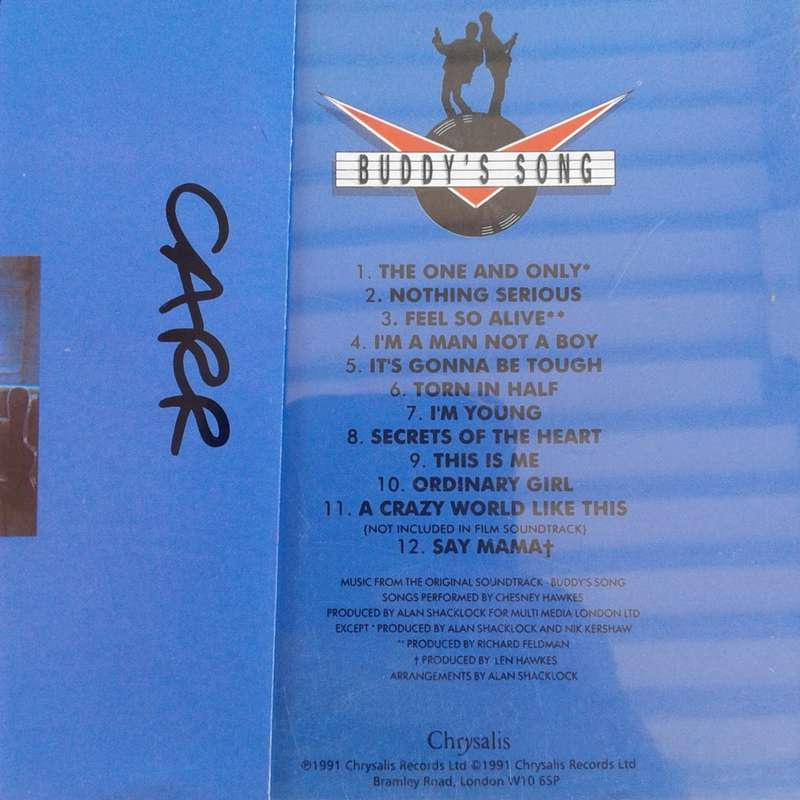 CARR
BUDDY'S SONG
1. THE ONE AND ONLY*
2. NOTHING SERIOUS
3. FEEL SO ALIVE**
4. I'M A MAN NOT A BOY
5. IT'S GONNA BE TOUGH
6. TORN IN HALF
7. I'M YOUNG
8. SECRETS OF THE HEART
9. THIS IS ME
10. ORDINARY GIRL
11. A CRAZY WORLD LIKE THIS
(NOT INCLUDED IN FILM SOUNDTRACK)
12. SAY MAMA†
MUSIC FROM THE ORIGINAL SOUNDTRACK - BUDDY'S SONG
SONGS PERFORMED BY CHESNEY HAWKES
PRODUCED BY ALAN SHACKLOCK FOR MULTI MEDIA LONDON LTD
EXCEPT * PRODUCED BY ALAN SHACKLOCK AND NIK KERSHAW
** PRODUCED BY RICHARD FELDMAN
† PRODUCED BY LEN HAWKES
ARRANGEMENTS BY ALAN SHACKLOCK
Chrysalis
℗1991 Chrysalis Records Ltd ©1991 Chrysalis Records Ltd
Bramley Road, London W10 6SP